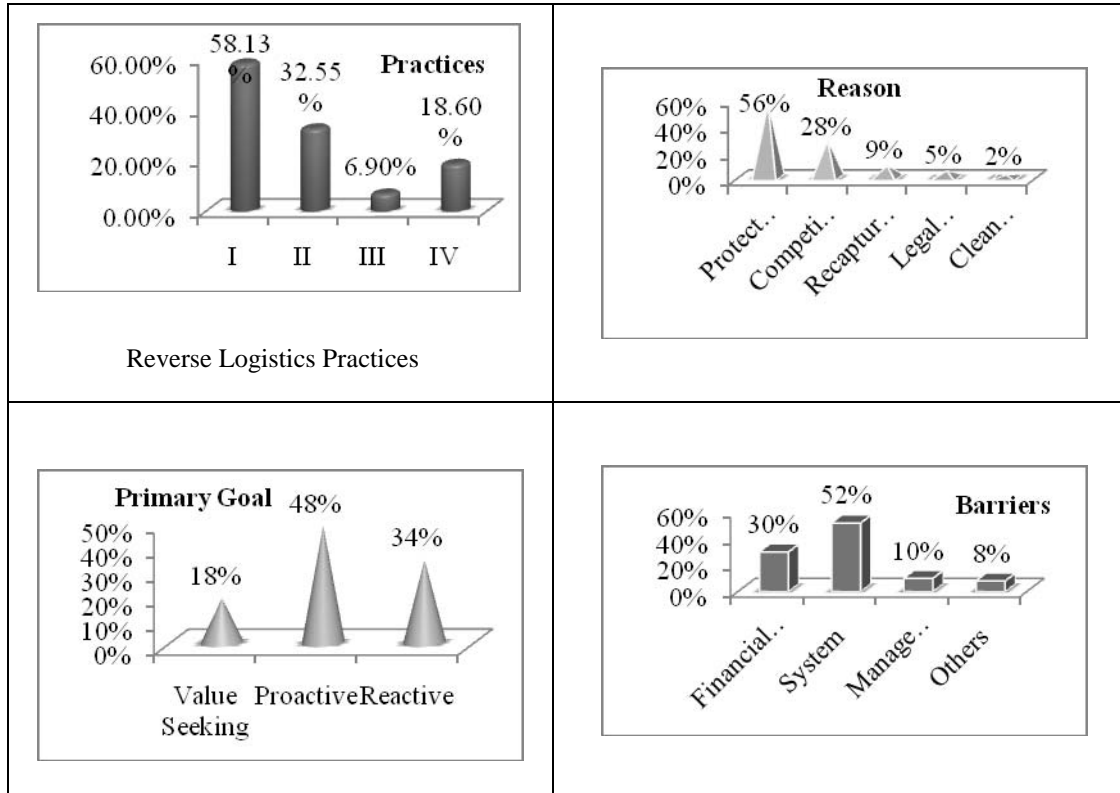 Practices
58.13
%
32.55
%
6.90%
18.60
%
60.00%
40.00%
20.00%
0.00%
I II III IV
Reverse Logistics Practices
Reason
56% 28% 9% 5% 2%
60%
40%
20%
0%
Protect..
Competi..
Recaptur..
Legal..
Clean..
Primary Goal
18% 48% 34%
50%
40%
30%
20%
10%
0%
Value Proactive Reactive
Seeking
Barriers
30% 52% 10% 8%
60%
40%
20%
0%
Financial..
System
Manage..
Others